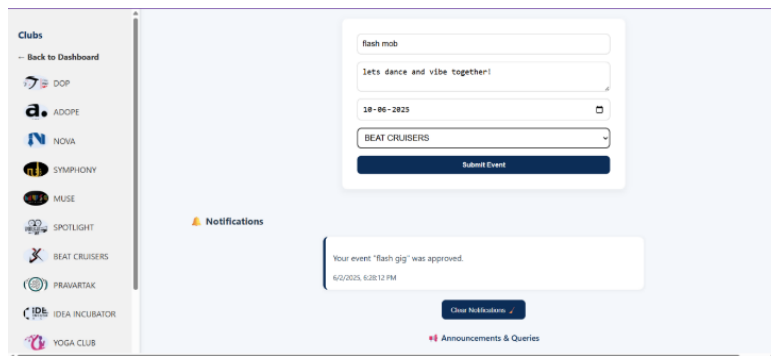 Clubs
← Back to Dashboard
DOP
a.
ADOPE
N
NOVA
SYMPHONY
MUSE
SPOTLIGHT
BEAT CRUISERS
PRAVARTAK
IDE
IDEA INCUBATOR
YOGA CLUB
flash mob
lets dance and vibe together!
10-06-2025
BEAT CRUISERS
Submit Event
Notifications
Your event "flash gig" was approved.
6/2/2025, 6:28:12 PM
Clear Notifications
Announcements & Queries